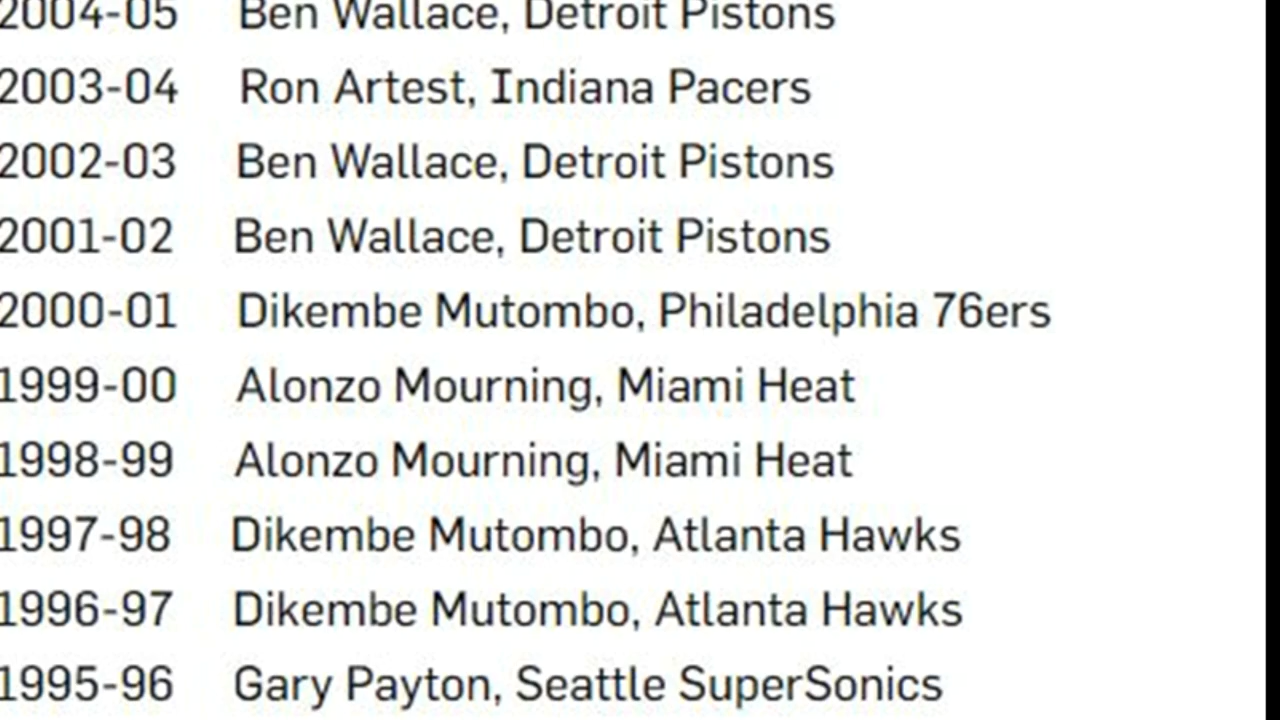 2004-05 Ben Wallace, Detroit Pistons
2003-04 Ron Artest, Indiana Pacers
2002-03 Ben Wallace, Detroit Pistons
2001-02 Ben Wallace, Detroit Pistons
2000-01 Dikembe Mutombo, Philadelphia 76ers
1999-00 Alonzo Mourning, Miami Heat
1998-99 Alonzo Mourning, Miami Heat
1997-98 Dikembe Mutombo, Atlanta Hawks
1996-97 Dikembe Mutombo, Atlanta Hawks
1995-96 Gary Payton, Seattle SuperSonics